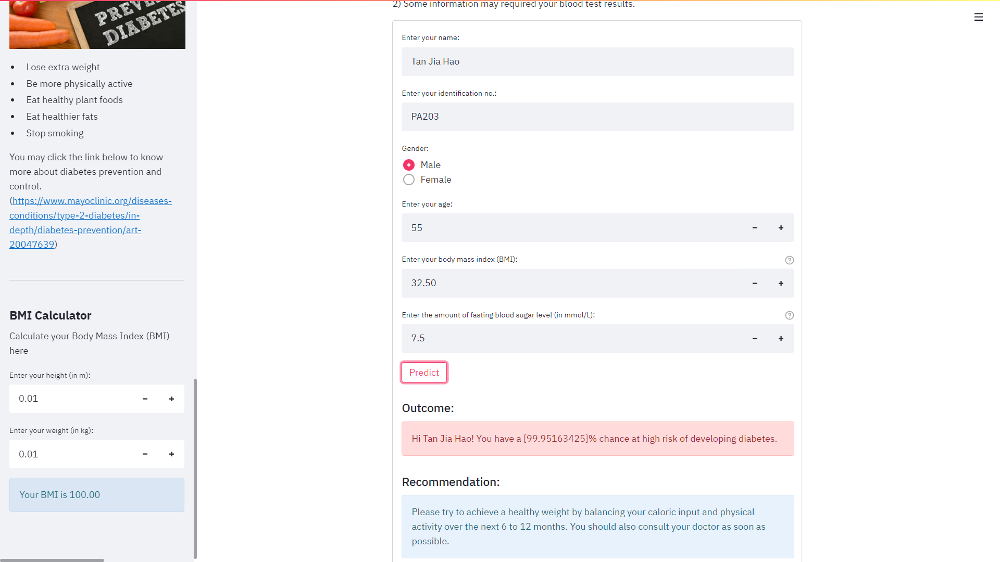 PREVE
DIABETES
Lose extra weight
Be more physically active
Eat healthy plant foods
Eat healthier fats
Stop smoking
You may click the link below to know
more about diabetes prevention and
control.
(https://www.mayoclinic.org/diseases-
conditions/type-2-diabetes/in-
depth/diabetes-prevention/art-
20047639)
BMI Calculator
Calculate your Body Mass Index (BMI)
here
Enter your height (in m):
0.01
Enter your weight (in kg):
0.01
Your BMI is 100.00
2) Some information may required your blood test results.
Enter your name:
Tan Jia Hao
Enter your identification no.:
PA203
Gender:
Male
Female
Enter your age:
55
Enter your body mass index (BMI):
32.50
Enter the amount of fasting blood sugar level (in mmol/L):
7.5
Predict
Outcome:
Hi Tan Jia Hao! You have a [99.95163425]% chance at high risk of developing diabetes.
Recommendation:
Please try to achieve a healthy weight by balancing your caloric input and physical
activity over the next 6 to 12 months. You should also consult your doctor as soon as
possible.